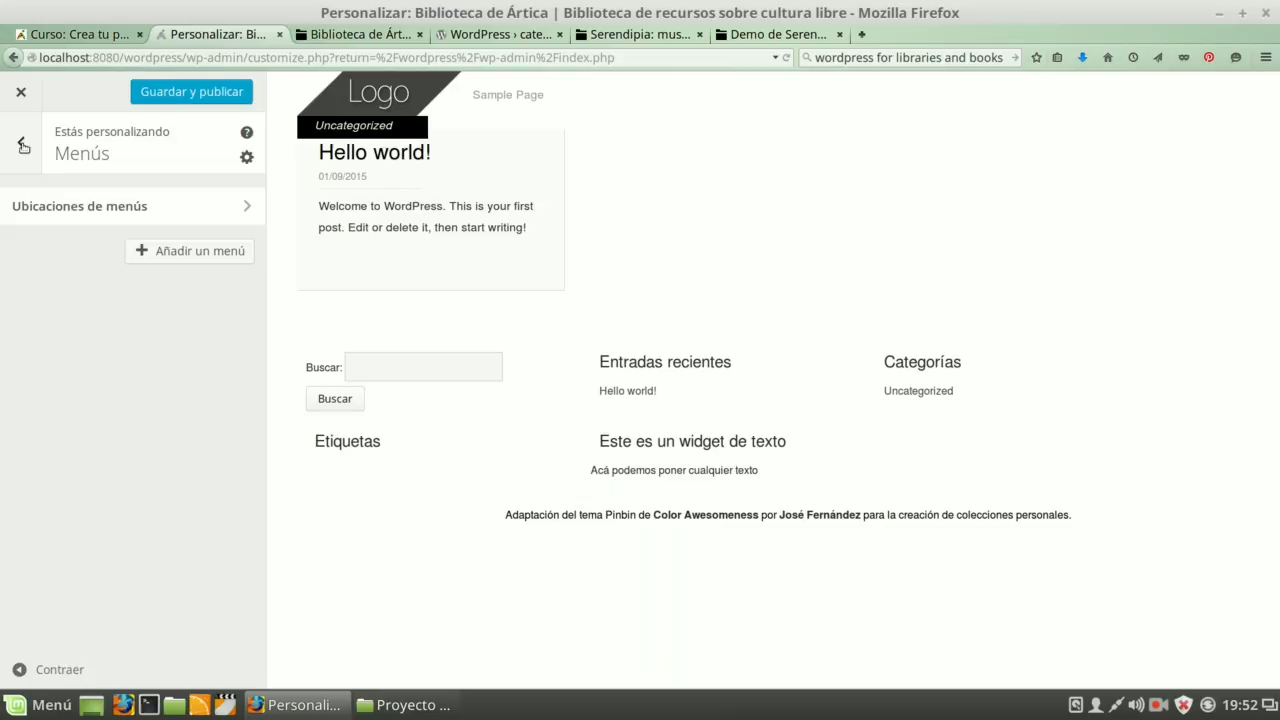 Personalizar: Biblioteca de Ártica | Biblioteca de recursos sobre cultura libre - Mozilla Firefox
Curso: Crea tu p... × Personalizar: Bi... × Biblioteca de Árt... × WordPress › cate... × Serendipia: mus... × Demo de Seren... ×
localhost:8080/wordpress/wp-admin/customize.php?return=%2Fwordpress%2Fwp-admin%2Findex.php
wordpress for libraries and books
Guardar y publicar
Estás personalizando
Menús
Ubicaciones de menús
Añadir un menú
Contraer
Logo
Sample Page
Uncategorized
Hello world!
01/09/2015
Welcome to WordPress. This is your first
post. Edit or delete it, then start writing!
Buscar:
Buscar
Entradas recientes
Hello world!
Categorías
Uncategorized
Etiquetas
Este es un widget de texto
Acá podemos poner cualquier texto
Adaptación del tema Pinbin de Color Awesomeness por José Fernández para la creación de colecciones personales.
Menú
Personali...
Proyecto ...
19:52